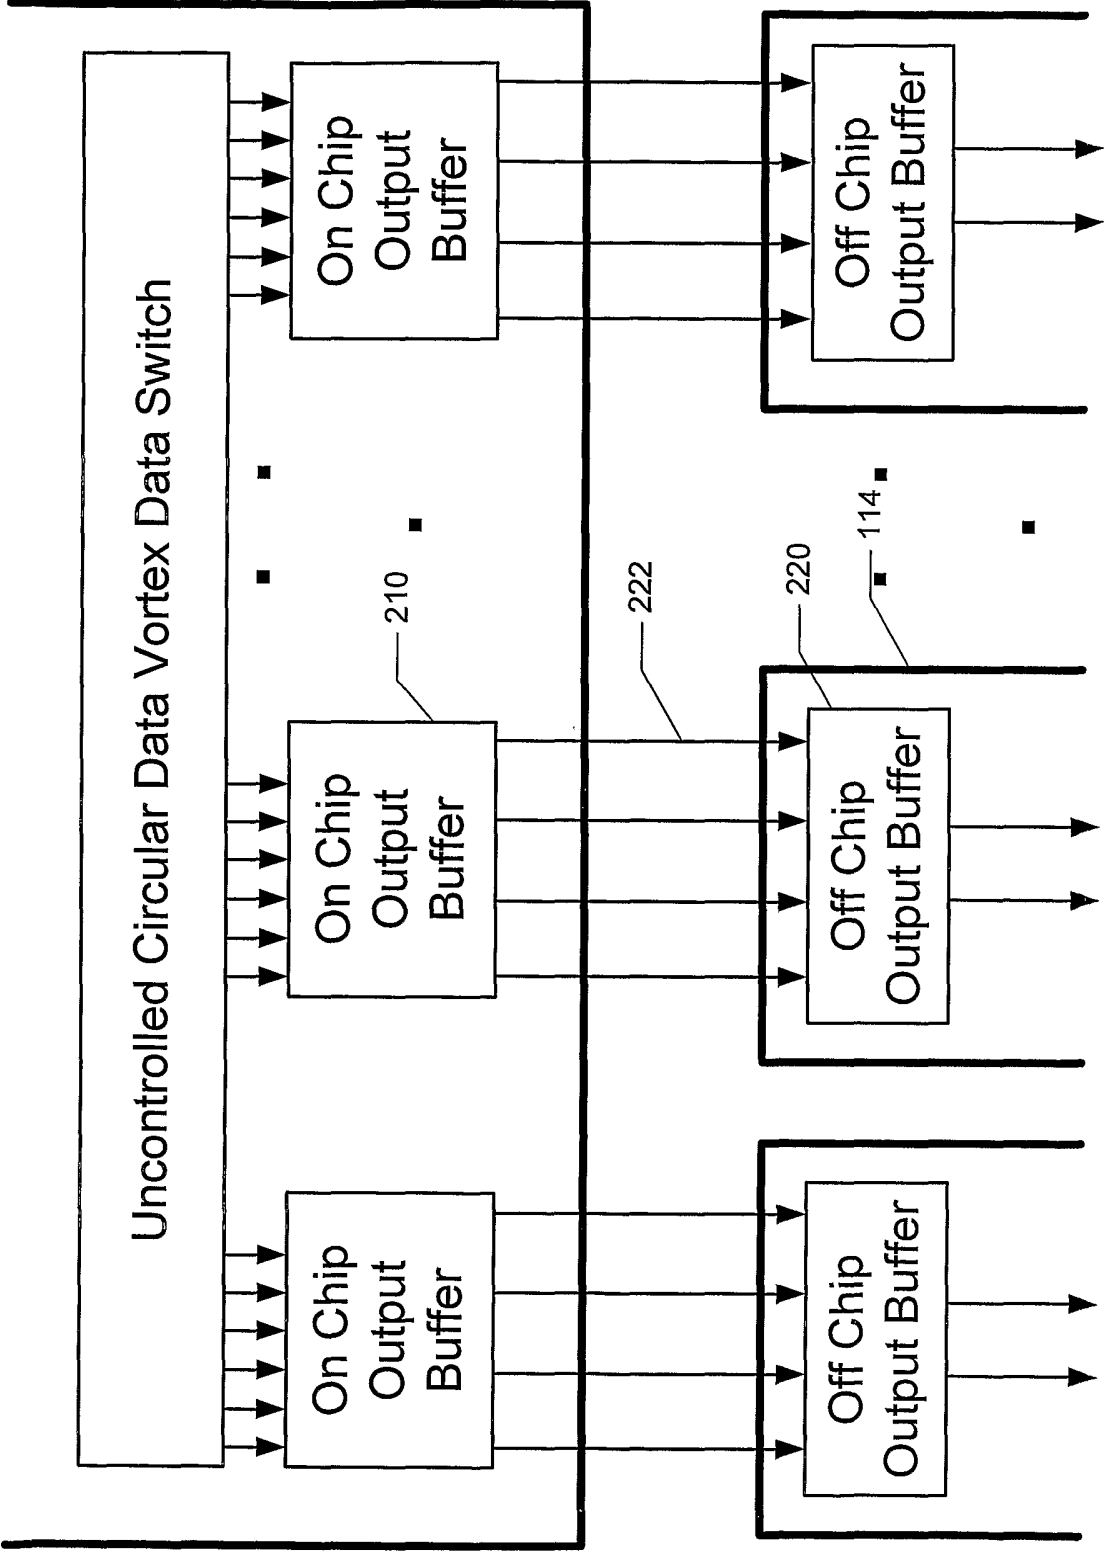 Uncontrolled Circular Data Vortex Data Switch
On Chip
Output
Buffer
On Chip
Output
Buffer
On Chip
Output
Buffer
210
222
220
114
Off Chip
Output Buffer
Off Chip
Output Buffer
Off Chip
Output Buffer